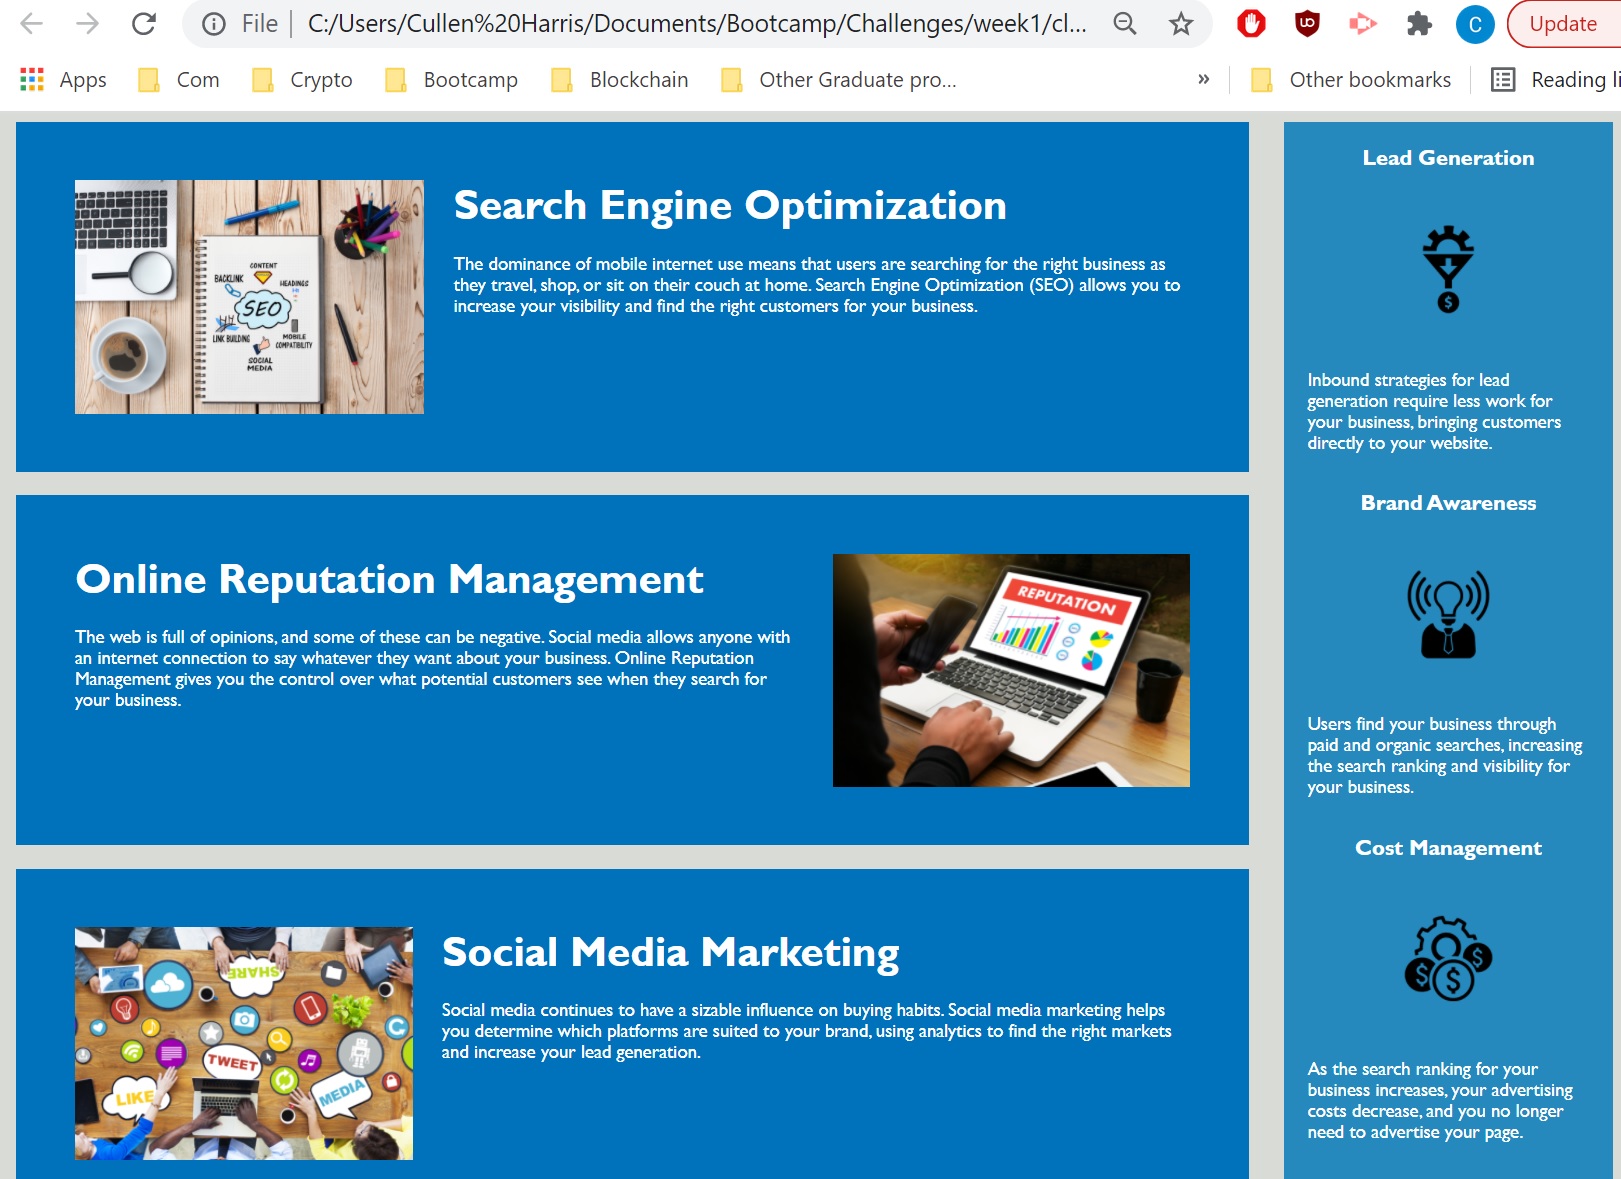 File
C:/Users/Cullen%20Harris/Documents/Bootcamp/Challenges/week1/cl...
C
Update
Apps
Com
Crypto
Bootcamp
Blockchain
Other Graduate pro...
»
Other bookmarks
Reading li
Search Engine Optimization
The dominance of mobile internet use means that users are searching for the right business as
they travel, shop, or sit on their couch at home. Search Engine Optimization (SEO) allows you to
increase your visibility and find the right customers for your business.
CONTENT
BACKLINK
HEADINGS
SEO
LINK BUILDING
MOBILE
COMPATIBILITY
SOCIAL
MEDIA
Online Reputation Management
The web is full of opinions, and some of these can be negative. Social media allows anyone with
an internet connection to say whatever they want about your business. Online Reputation
Management gives you the control over what potential customers see when they search for
your business.
REPUTATION
Social Media Marketing
Social media continues to have a sizable influence on buying habits. Social media marketing helps
you determine which platforms are suited to your brand, using analytics to find the right markets
and increase your lead generation.
SHARE
TWEET
LIKE
MEDIA
Lead Generation
$
Inbound strategies for lead
generation require less work for
your business, bringing customers
directly to your website.
Brand Awareness
Users find your business through
paid and organic searches, increasing
the search ranking and visibility for
your business.
Cost Management
$ $ $
As the search ranking for your
business increases, your advertising
costs decrease, and you no longer
need to advertise your page.